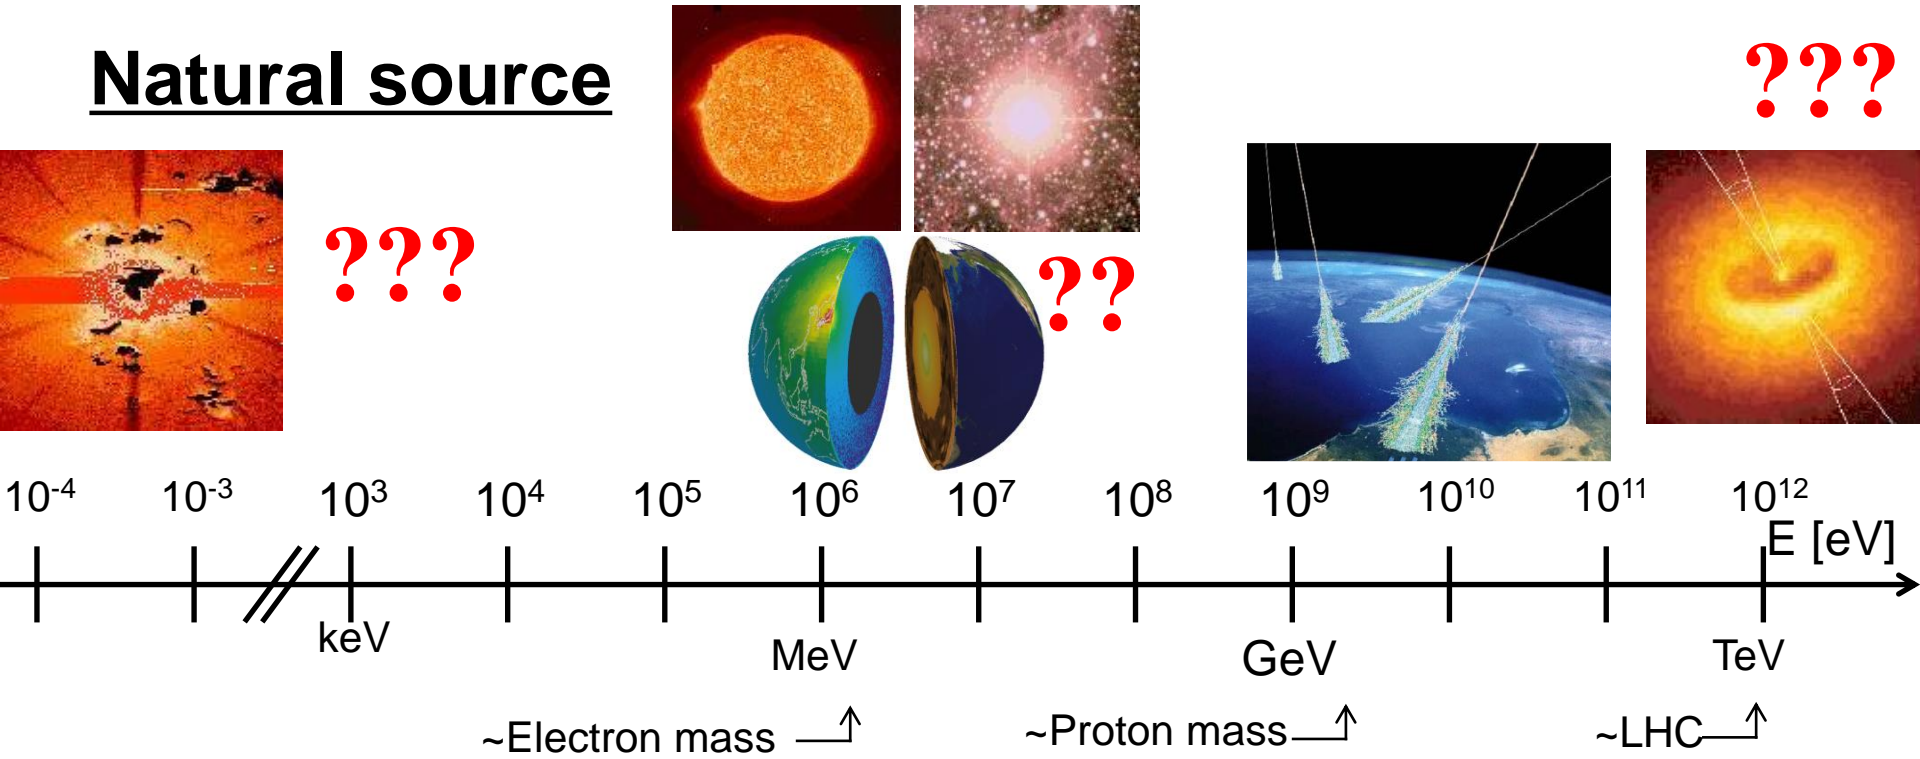 Natural source
???
???
??
10⁻⁴ 10⁻³ 10³ 10⁴ 10⁵ 10⁶ 10⁷ 10⁸ 10⁹ 10¹⁰ 10¹¹ 10¹²
E [eV]
keV MeV GeV TeV
~Electron mass ~Proton mass ~LHC